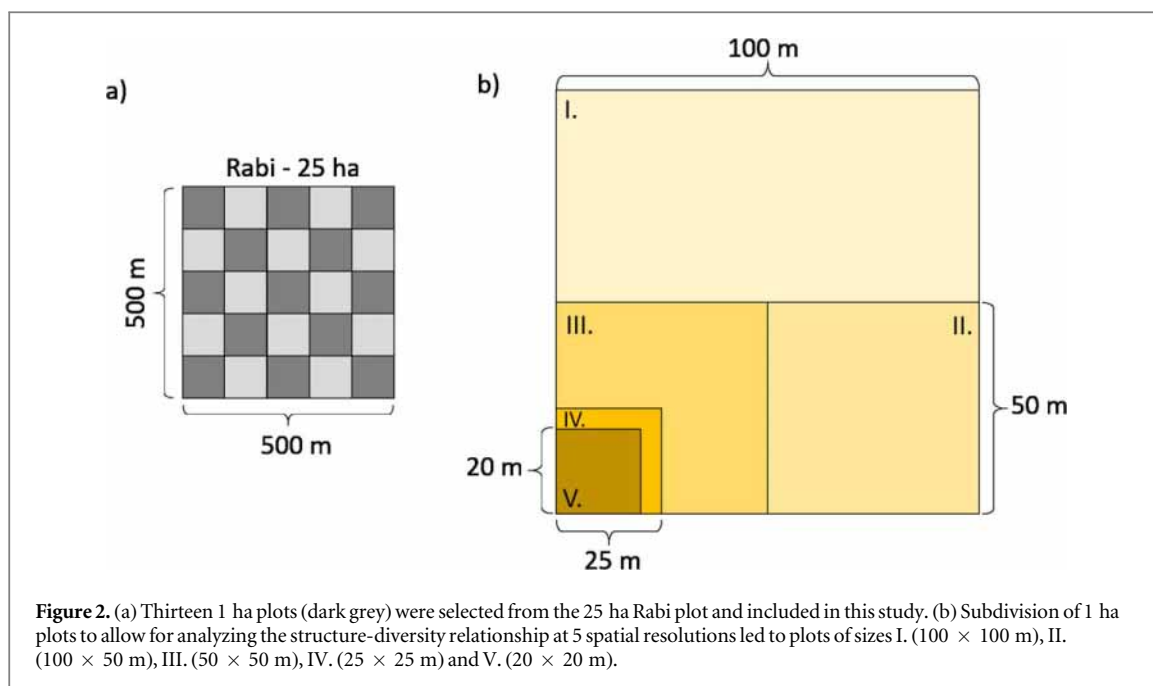 a)
Rabi - 25 ha
500 m
500 m
b)
100 m
I.
III.
II.
50 m
IV.
20 m
V.
25 m
Figure 2. (a) Thirteen 1 ha plots (dark grey) were selected from the 25 ha Rabi plot and included in this study. (b) Subdivision of 1 ha
plots to allow for analyzing the structure-diversity relationship at 5 spatial resolutions led to plots of sizes I. (100 × 100 m), II.
(100 × 50 m), III. (50 × 50 m), IV. (25 × 25 m) and V. (20 × 20 m).